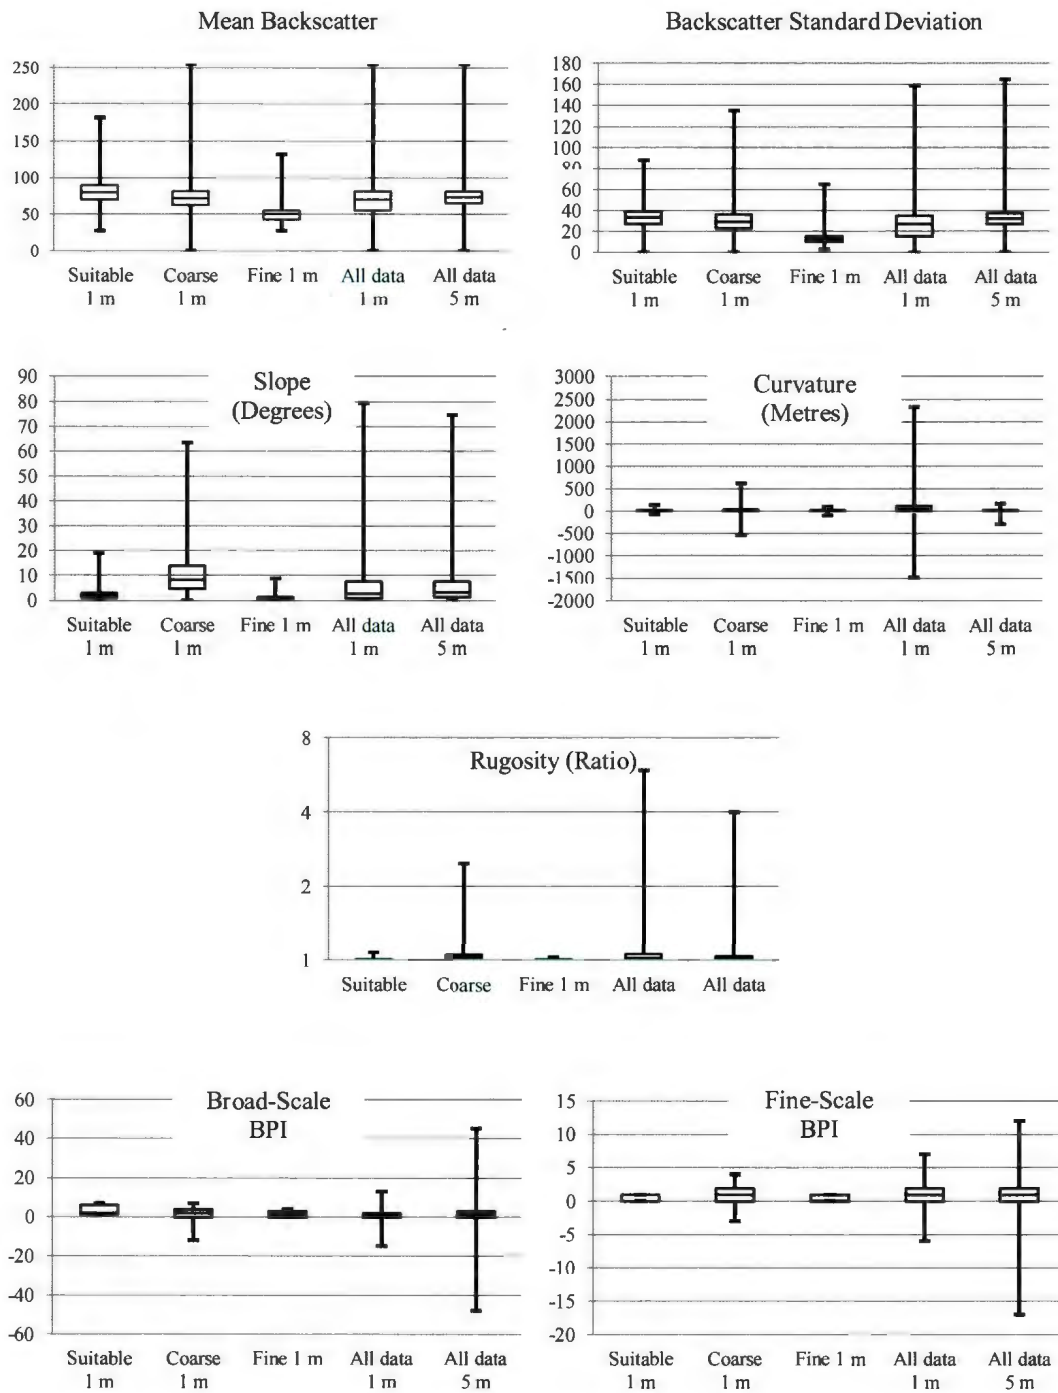 Mean Backscatter
250
200
150
100
50
0
Suitable 1 m
Coarse 1 m
Fine 1 m
All data 1 m
All data 5 m
Backscatter Standard Deviation
180
160
140
120
100
80
60
40
20
0
Suitable 1 m
Coarse 1 m
Fine 1 m
All data 1 m
All data 5 m
Slope
(Degrees)
90
80
70
60
50
40
30
20
10
0
Suitable 1 m
Coarse 1 m
Fine 1 m
All data 1 m
All data 5 m
Curvature
(Metres)
3000
2500
2000
1500
1000
500
0
-500
-1000
-1500
-2000
Suitable 1 m
Coarse 1 m
Fine 1 m
All data 1 m
All data 5 m
Rugosity (Ratio)
8
4
2
1
Suitable
Coarse
Fine 1 m
All data
All data
Broad-Scale
BPI
60
40
20
0
-20
-40
-60
Suitable 1 m
Coarse 1 m
Fine 1 m
All data 1 m
All data 5 m
Fine-Scale
BPI
15
10
5
0
-5
-10
-15
-20
Suitable 1 m
Coarse 1 m
Fine 1 m
All data 1 m
All data 5 m